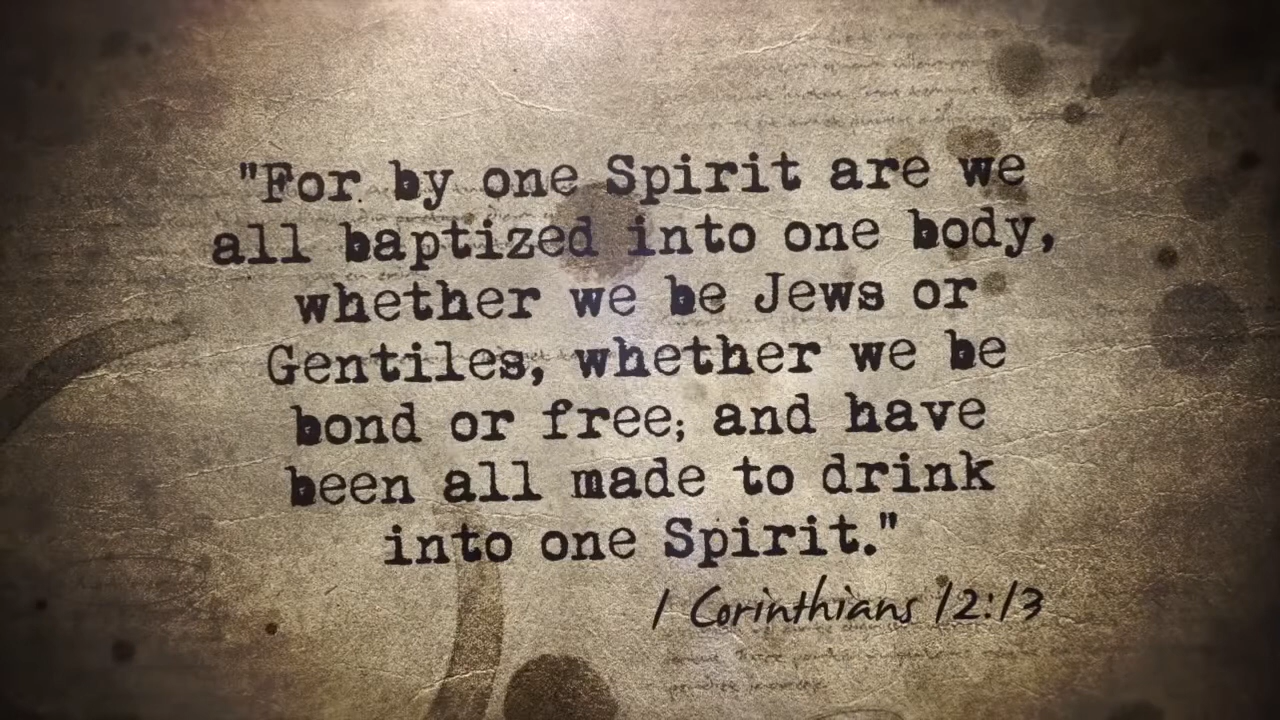 "For by one Spirit are we
all baptized into one body,
whether we be Jews or
Gentiles, whether we be
bond or free; and have
been all made to drink
into one Spirit."
1 Corinthians 12:13